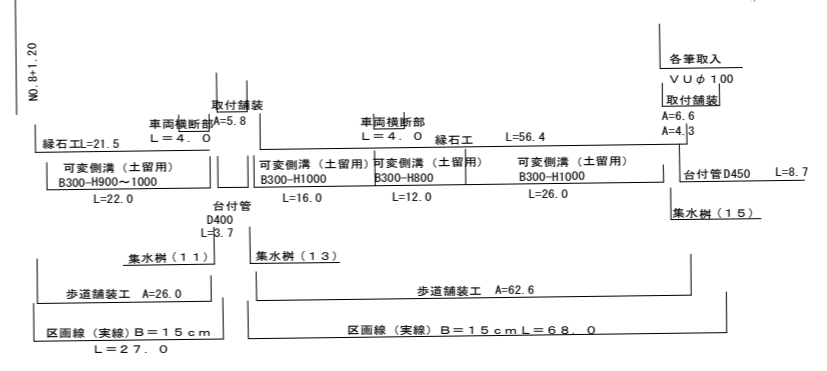 NO.8+1.20
各筆取入
ＶＵφ１００
取付舗装
A=6.6
A=4.3
取付舗装
A=5.8
車両横断部
Ｌ＝４．０
車両横断部
Ｌ＝４．０
縁石工L=21.5
縁石工 L=56.4
可変側溝（土留用）
B300-H900～1000
L=22.0
可変側溝（土留用）
B300-H1000
L=16.0
可変側溝（土留用）
B300-H800
L=12.0
可変側溝（土留用）
B300-H1000
L=26.0
台付管D450 L=8.7
台付管
D400
L=3.7
集水桝（１５）
集水桝（１１）
集水桝（１３）
歩道舗装工 A=26.0
歩道舗装工 A=62.6
区画線（実線）Ｂ＝１５ｃｍ
Ｌ＝２７．０
区画線（実線）Ｂ＝１５ｃｍＬ＝６８．０